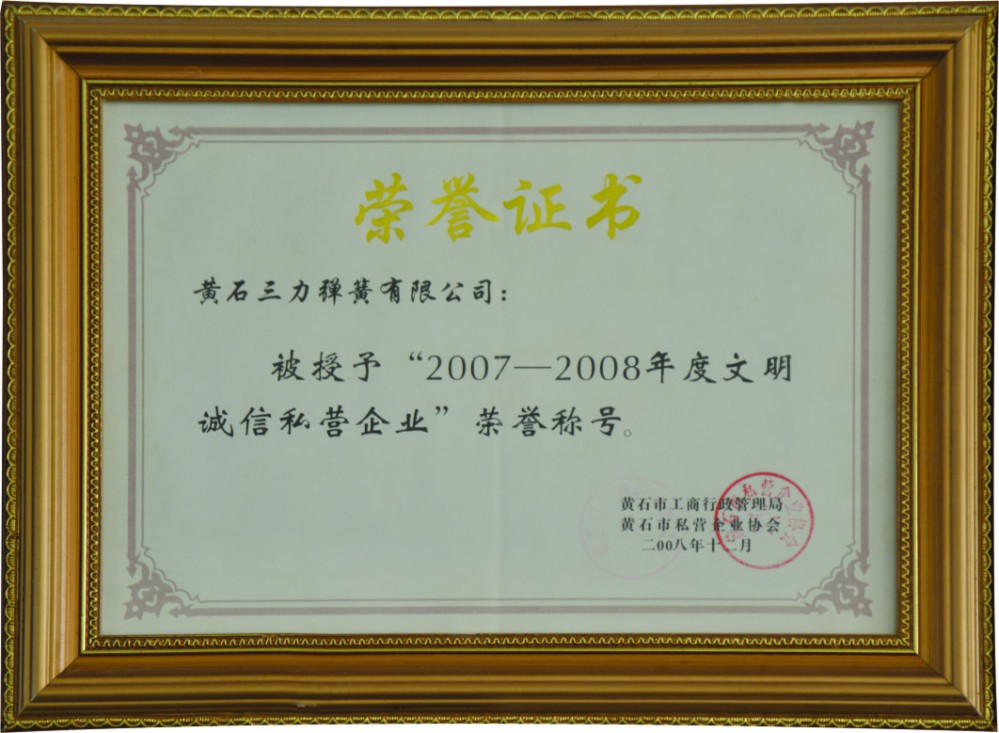 荣誉证书
黄石三力弹簧有限公司：
被授予“2007—2008年度文明
诚信私营企业”荣誉称号。
黄石市工商行政管理局
黄石市私营企业协会
二00八年十二月